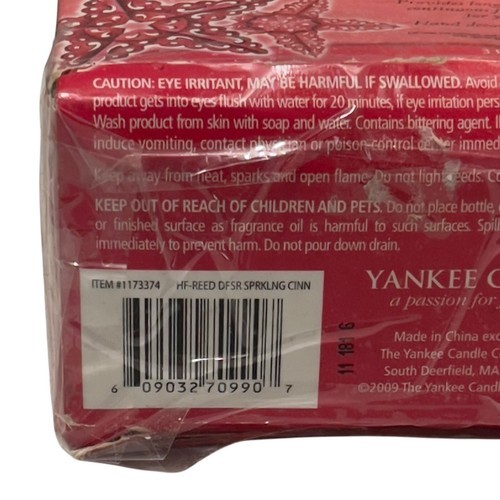 Provides long
CAUTION: EYE IRRITANT, MAY BE HARMFUL IF SWALLOWED. Avoid
product gets into eyes flush with water for 20 minutes, if eye irritation pers
Wash product from skin with soap and water. Contains bittering agent. I
induce vomiting, contact physician or poison control center immed
Keep away from heat, sparks and open flame. Do not light reeds. Co
KEEP OUT OF REACH OF CHILDREN AND PETS. Do not place bottle,
or finished surface as fragrance oil is harmful to such surfaces. Spill
immediately to prevent harm. Do not pour down drain.
ITEM #1173374 HF-REED DFSR SPRKLNG CINN
6 09032 70990 7
11 181 6
YANKEE C
a passion for
Made in China exc
The Yankee Candle C
South Deerfield, MA
©2009 The Yankee Candl